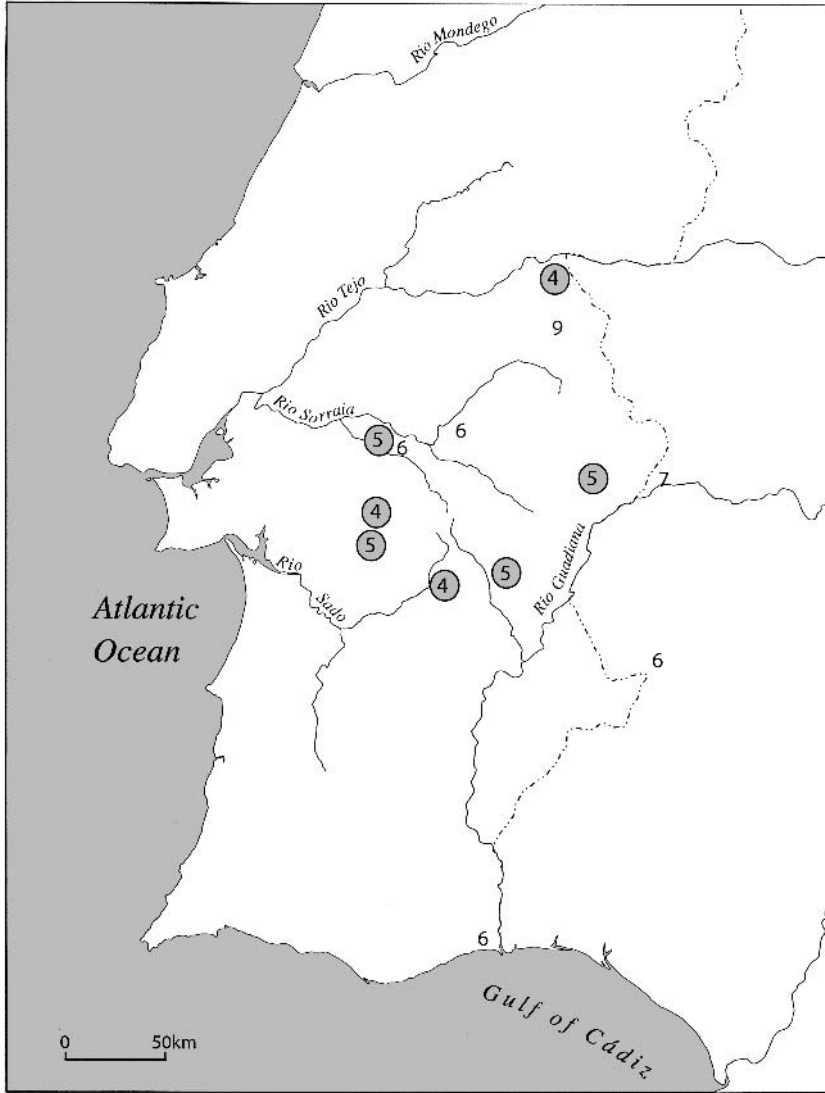 Rio Mondego
4
Rio Tejo
9
Rio Sorraia
6
5
6
5
7
4
5
Rio
Sado
4
5
Rio Guadiana
Atlantic
Ocean
6
6
Gulf of Cádiz
0 50km